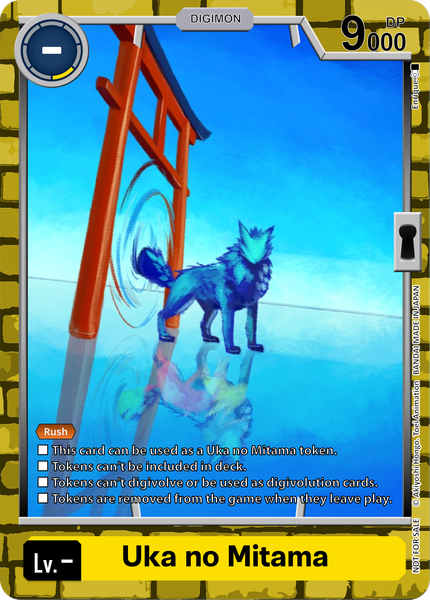 DIGIMON
DP
9000
-
Entrique
Rush
This card can be used as a Uka no Mitama token.
Tokens can't be included in deck.
Tokens can't digivolve or be used as digivolution cards.
Tokens are removed from the game when they leave play.
NOT FOR SALE © Akiyoshi Hongo, Toei Animation BANDAI MADE IN JAPAN
Lv.-
Uka no Mitama